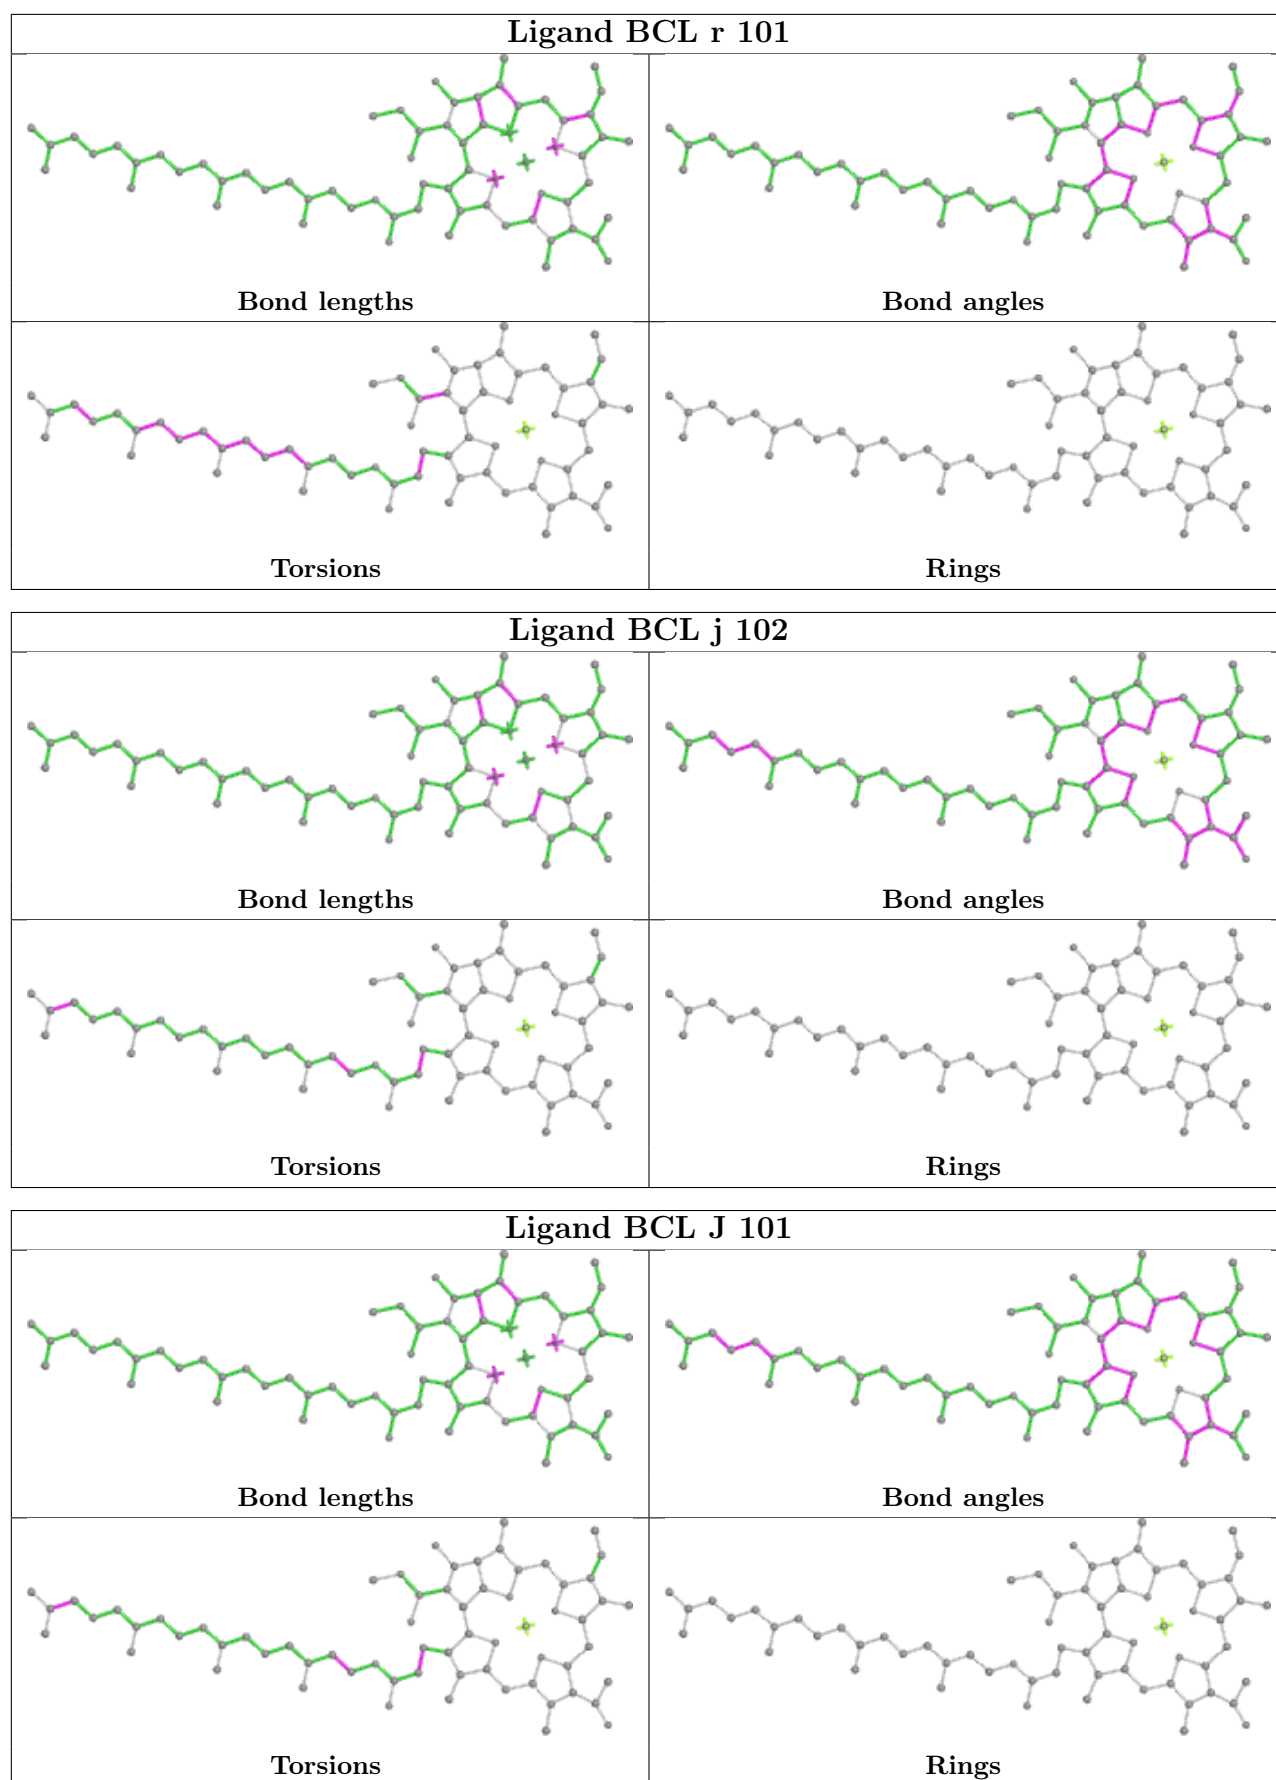 Ligand BCL r 101
Bond lengths
Bond angles
Torsions
Rings
Ligand BCL j 102
Bond lengths
Bond angles
Torsions
Rings
Ligand BCL J 101
Bond lengths
Bond angles
Torsions
Rings